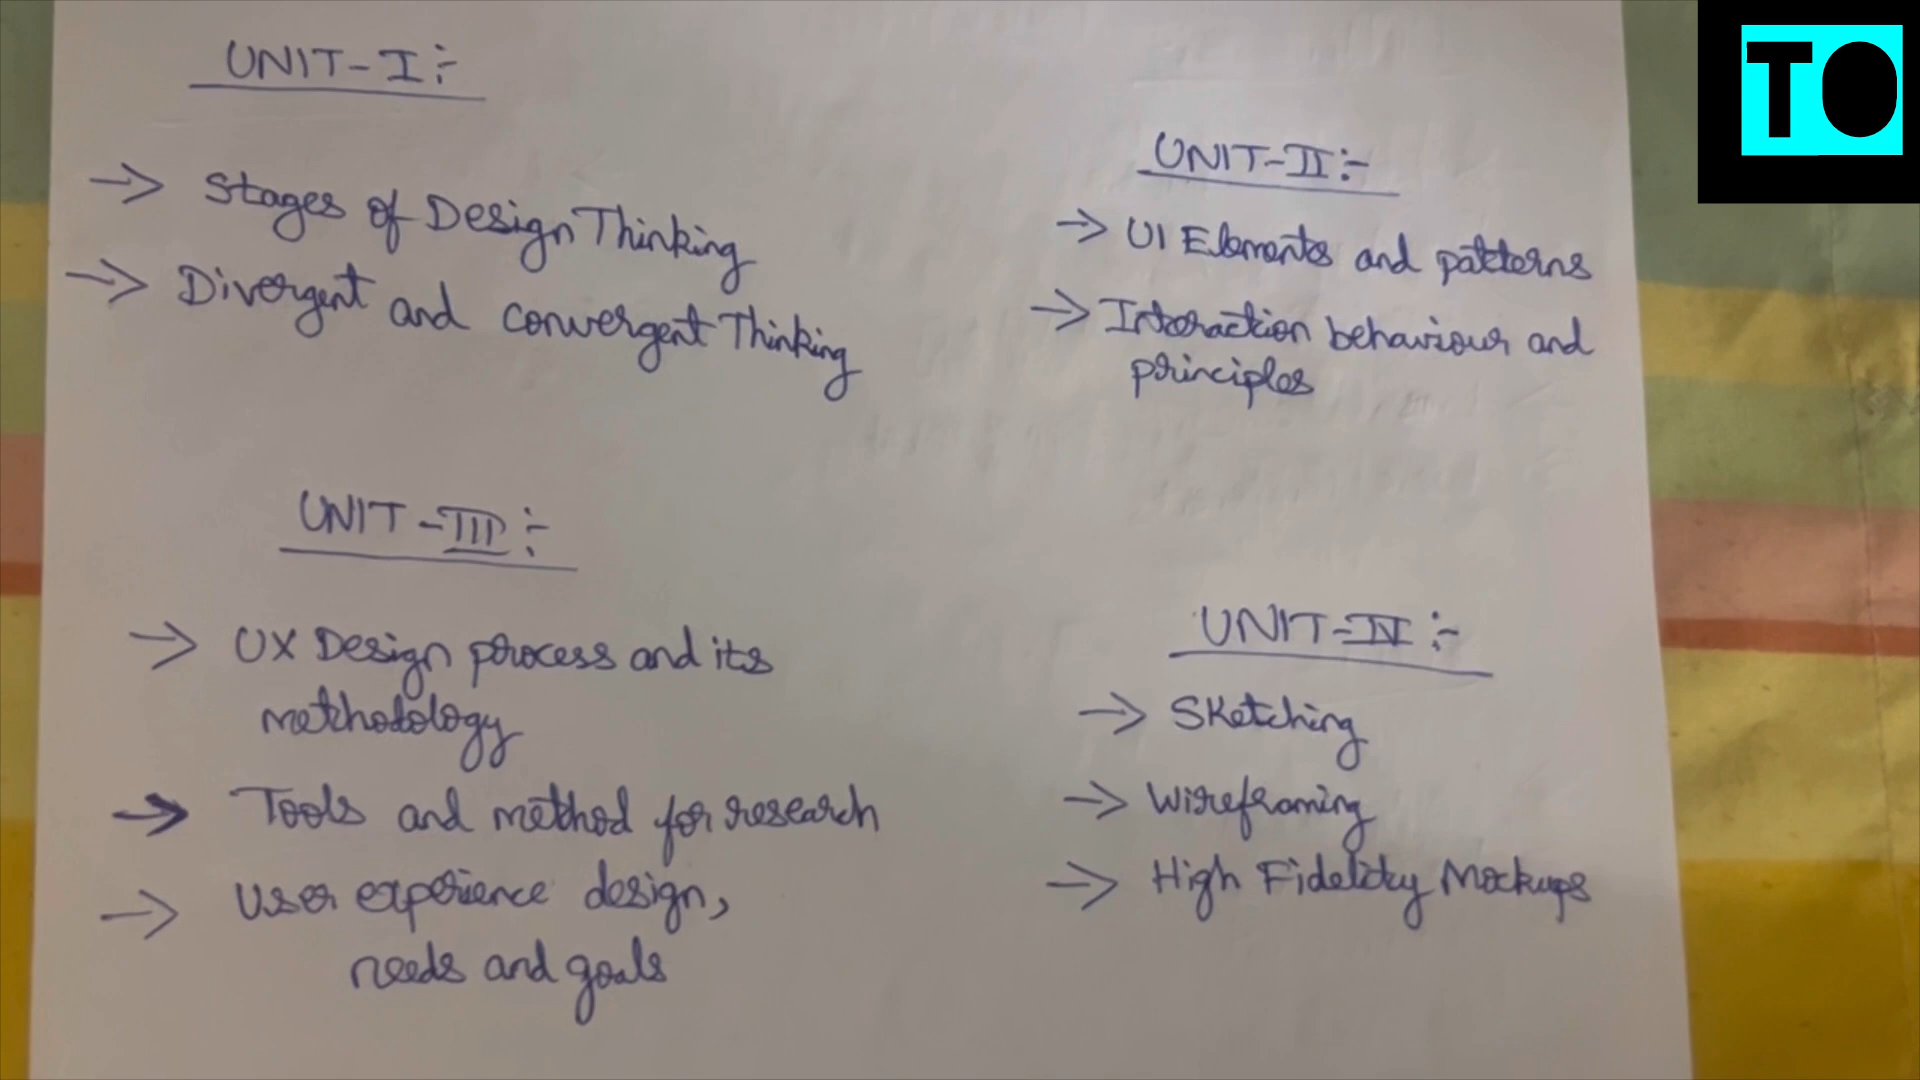 UNIT-I:-
→ Stages of Design Thinking
→ Divergent and convergent Thinking
UNIT-II:-
→ UI Elements and patterns
→ Interaction behaviour and
principles
UNIT-III:-
→ UX Design process and its
methodology
→ Tools and method for research
→ User experience design,
needs and goals
UNIT-IV:-
→ Sketching
→ Wireframing
→ High Fidelity Mockups
TO